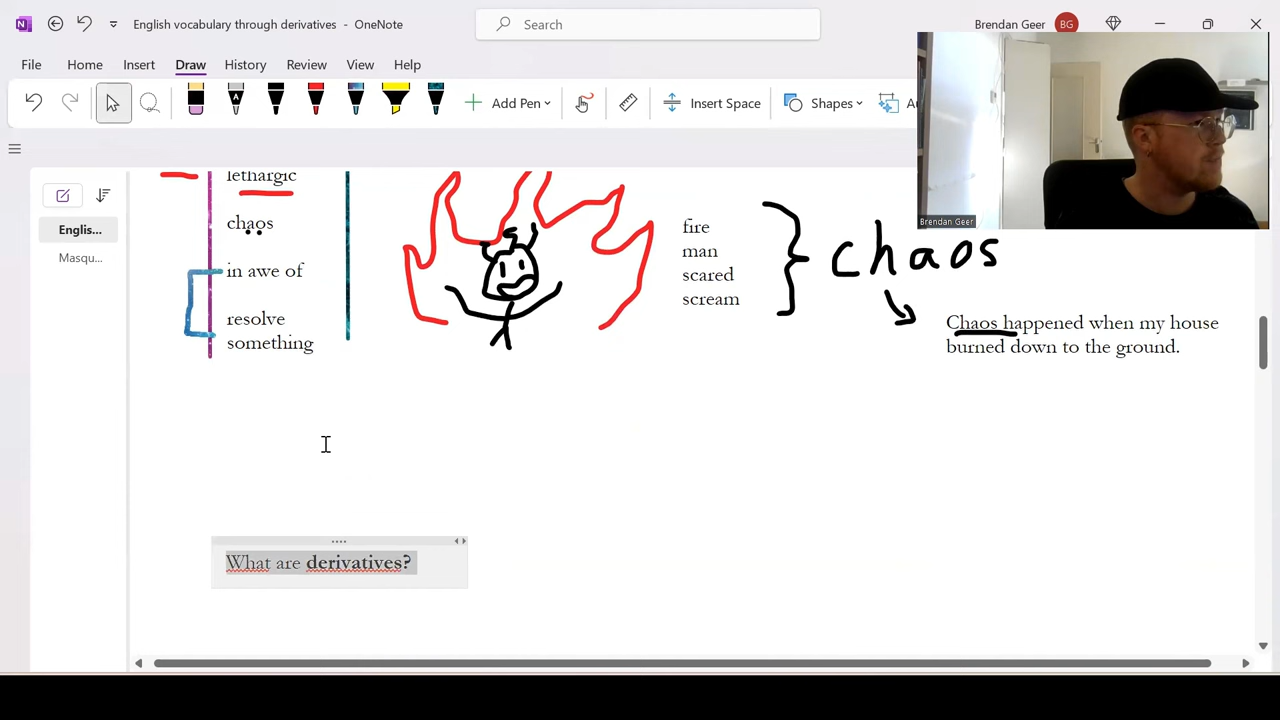 English vocabulary through derivatives - OneNote
Search
Brendan Geer
BG
File
Home
Insert
Draw
History
Review
View
Help
Add Pen
Insert Space
Shapes
Brendan Geer
Englis...
Masqu...
lethargic
chaos
in awe of
resolve
something
fire
man
scared
scream
chaos
Chaos happened when my house
burned down to the ground.
What are derivatives?